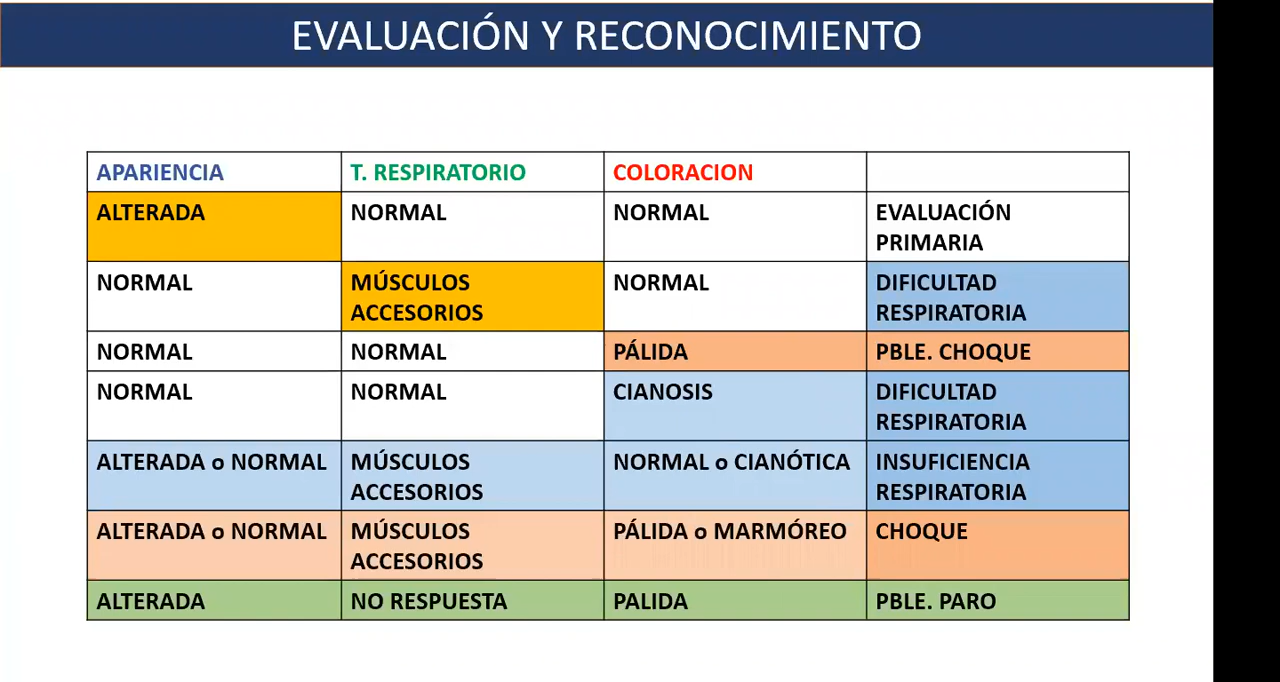 EVALUACIÓN Y RECONOCIMIENTO
APARIENCIA T. RESPIRATORIO COLORACION
ALTERADA NORMAL NORMAL EVALUACIÓN
PRIMARIA
NORMAL MÚSCULOS NORMAL DIFICULTAD
ACCESORIOS RESPIRATORIA
NORMAL NORMAL PÁLIDA PBLE. CHOQUE
NORMAL NORMAL CIANOSIS DIFICULTAD
RESPIRATORIA
ALTERADA o NORMAL MÚSCULOS NORMAL o CIANÓTICA INSUFICIENCIA
ACCESORIOS RESPIRATORIA
ALTERADA o NORMAL MÚSCULOS PÁLIDA o MARMÓREO CHOQUE
ACCESORIOS
ALTERADA NO RESPUESTA PALIDA PBLE. PARO